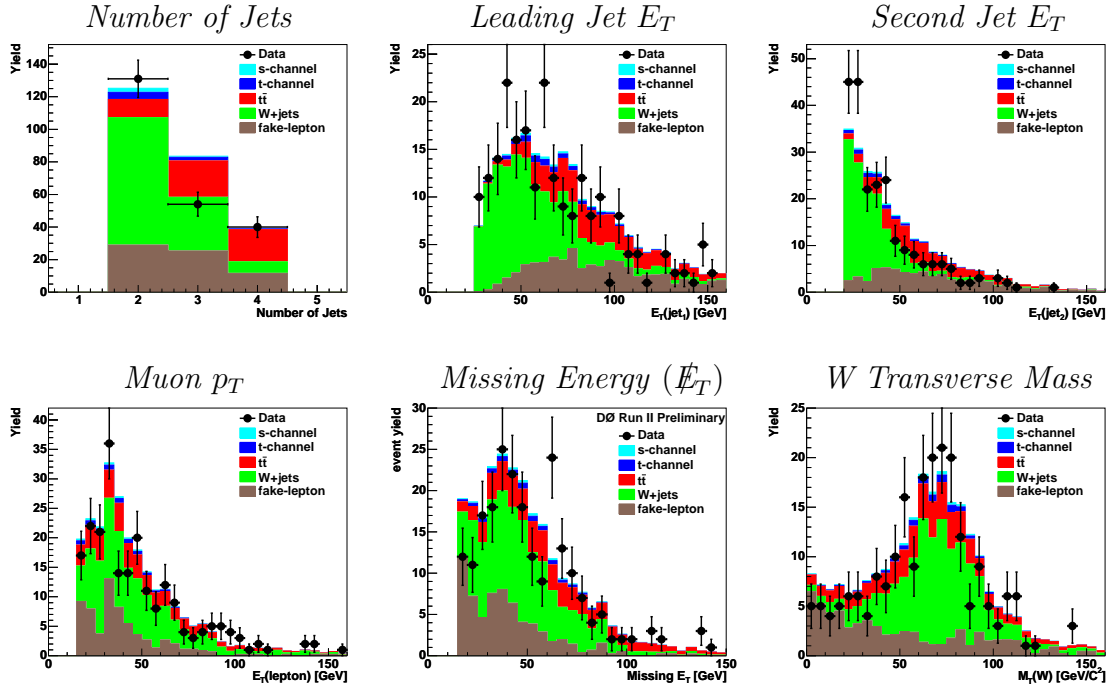 Number of Jets
Yield
140
120
100
80
60
40
20
0
Data
s-channel
t-channel
tt̄
W+jets
fake-lepton
1 2 3 4 5
Number of Jets
Leading Jet E_T
Yield
25
20
15
10
5
0
Data
s-channel
t-channel
tt̄
W+jets
fake-lepton
0 50 100 150
E_T(jet₁) [GeV]
Second Jet E_T
Yield
50
40
30
20
10
0
Data
s-channel
t-channel
tt̄
W+jets
fake-lepton
0 50 100 150
E_T(jet₂) [GeV]
Muon p_T
Yield
40
35
30
25
20
15
10
5
0
Data
s-channel
t-channel
tt̄
W+jets
fake-lepton
0 50 100 150
E_T(lepton) [GeV]
Missing Energy (E̸_T)
event yield
30
25
20
15
10
5
0
DØ Run II Preliminary
Data
s-channel
t-channel
tt̄
W+jets
fake-lepton
0 50 100 150
Missing E_T [GeV]
W Transverse Mass
Yield
25
20
15
10
5
0
Data
s-channel
t-channel
tt̄
W+jets
fake-lepton
0 50 100 150
M_T(W) [GeV/C²]